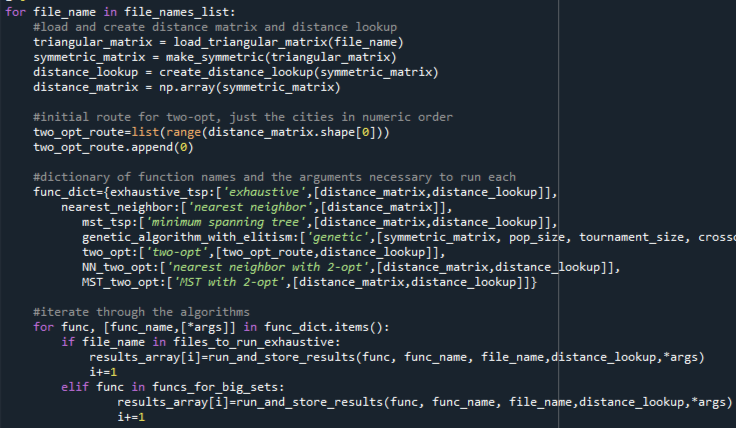 for file_name in file_names_list:
    #load and create distance matrix and distance lookup
    triangular_matrix = load_triangular_matrix(file_name)
    symmetric_matrix = make_symmetric(triangular_matrix)
    distance_lookup = create_distance_lookup(symmetric_matrix)
    distance_matrix = np.array(symmetric_matrix)

    #initial route for two-opt, just the cities in numeric order
    two_opt_route=list(range(distance_matrix.shape[0]))
    two_opt_route.append(0)

    #dictionary of function names and the arguments necessary to run each
    func_dict={exhaustive_tsp:['exhaustive',[distance_matrix,distance_lookup]],
        nearest_neighbor:['nearest neighbor',[distance_matrix]],
           mst_tsp:['minimum spanning tree',[distance_matrix,distance_lookup]],
           genetic_algorithm_with_elitism:['genetic',[symmetric_matrix, pop_size, tournament_size, crosso
           two_opt:['two-opt',[two_opt_route,distance_lookup]],
           NN_two_opt:['nearest neighbor with 2-opt',[distance_matrix,distance_lookup]],
           MST_two_opt:['MST with 2-opt',[distance_matrix,distance_lookup]]}

    #iterate through the algorithms
    for func, [func_name,[*args]] in func_dict.items():
        if file_name in files_to_run_exhaustive:
            results_array[i]=run_and_store_results(func, func_name, file_name,distance_lookup,*args)
            i+=1
        elif func in funcs_for_big_sets:
                results_array[i]=run_and_store_results(func, func_name, file_name,distance_lookup,*args)
                i+=1